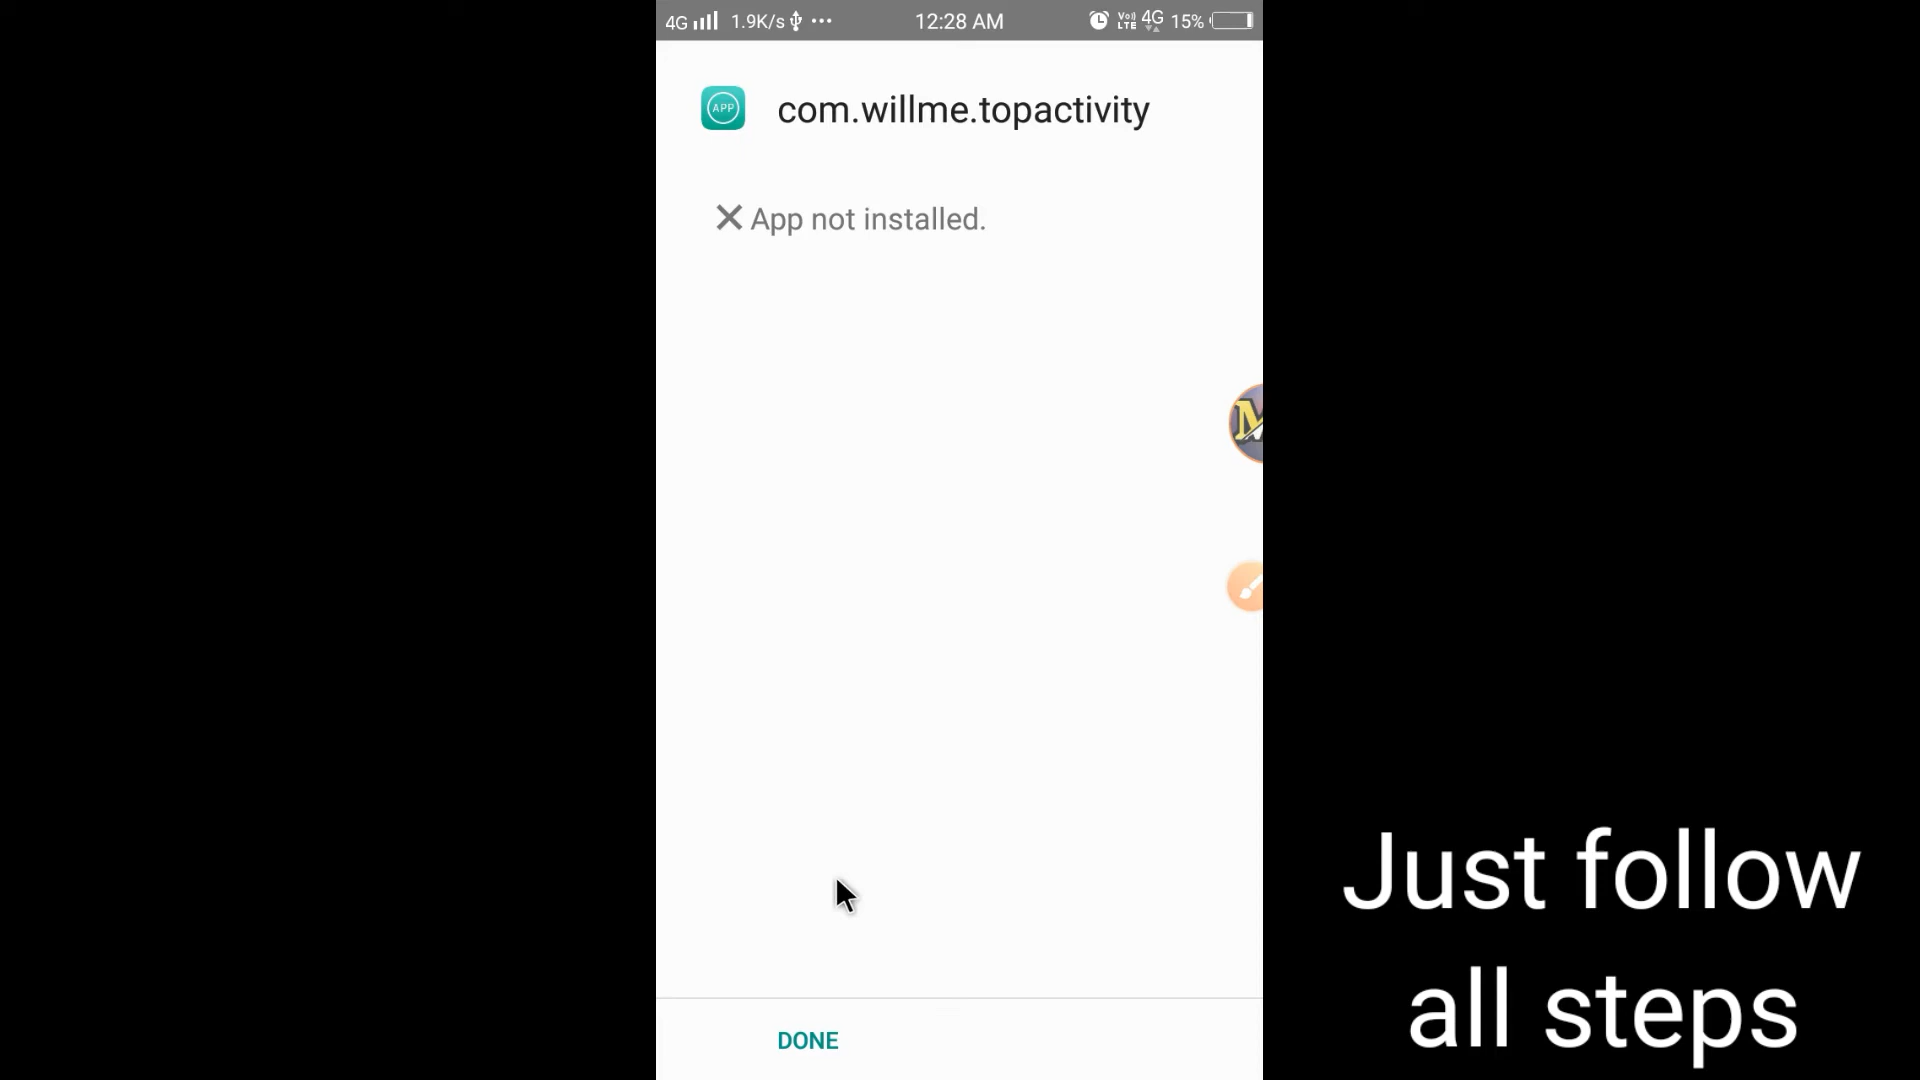 4G 1.9K/s ... 12:28 AM VoLTE 4G 15%
APP com.willme.topactivity
App not installed.
M
DONE
Just follow
all steps